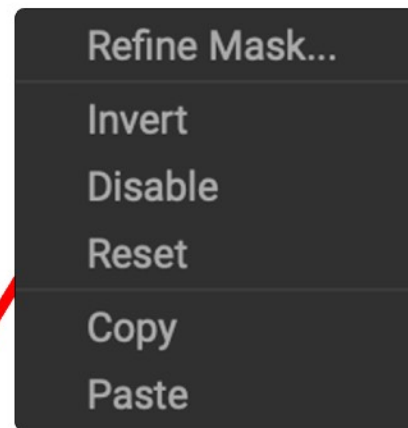 Refine Mask...
Invert
Disable
Reset
Copy
Paste